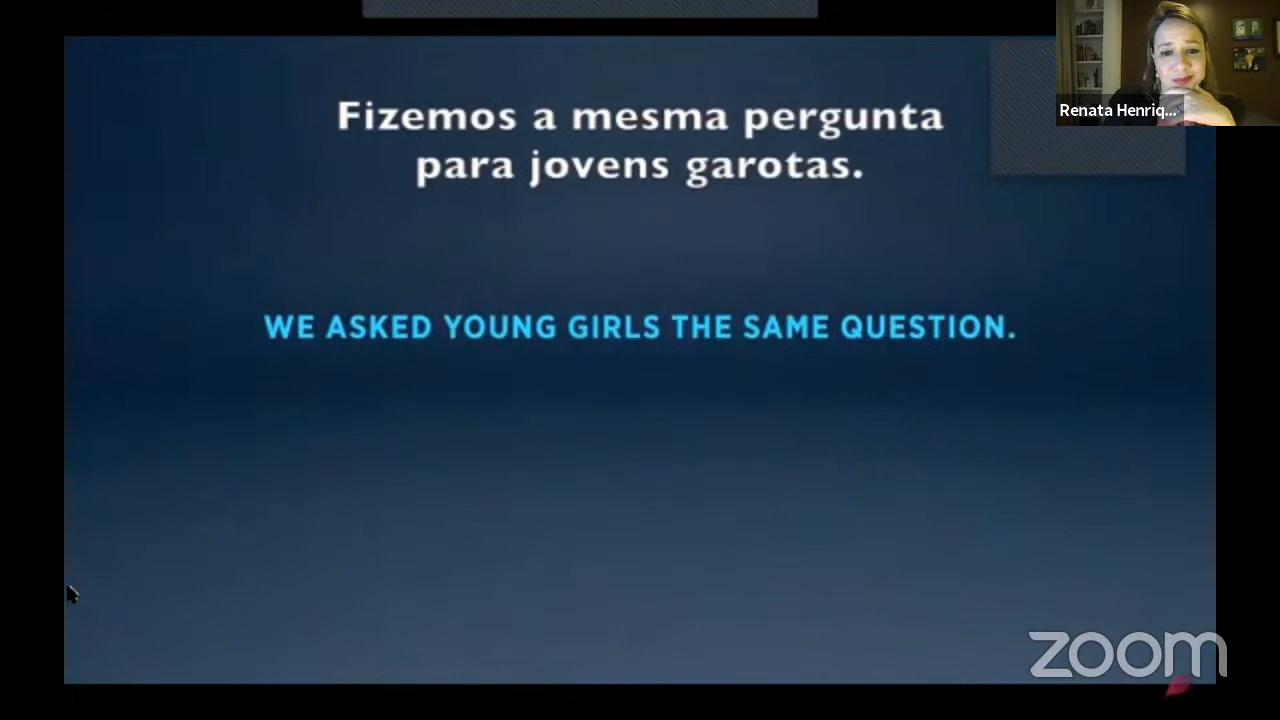 Fizemos a mesma pergunta
para jovens garotas.
WE ASKED YOUNG GIRLS THE SAME QUESTION.
Renata Henriq...
zoom